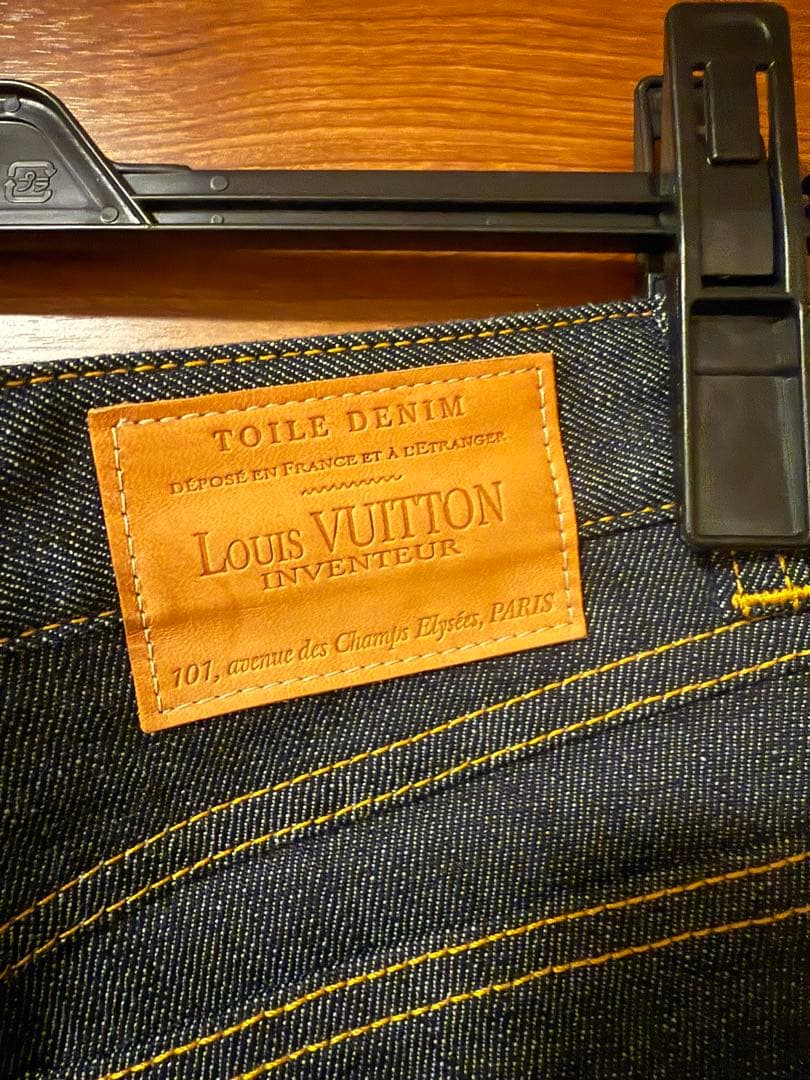 TOILE DENIM
DÉPOSÉ EN FRANCE ET À L'ETRANGER
LOUIS VUITTON
INVENTEUR
101, avenue des Champs Elysées, PARIS